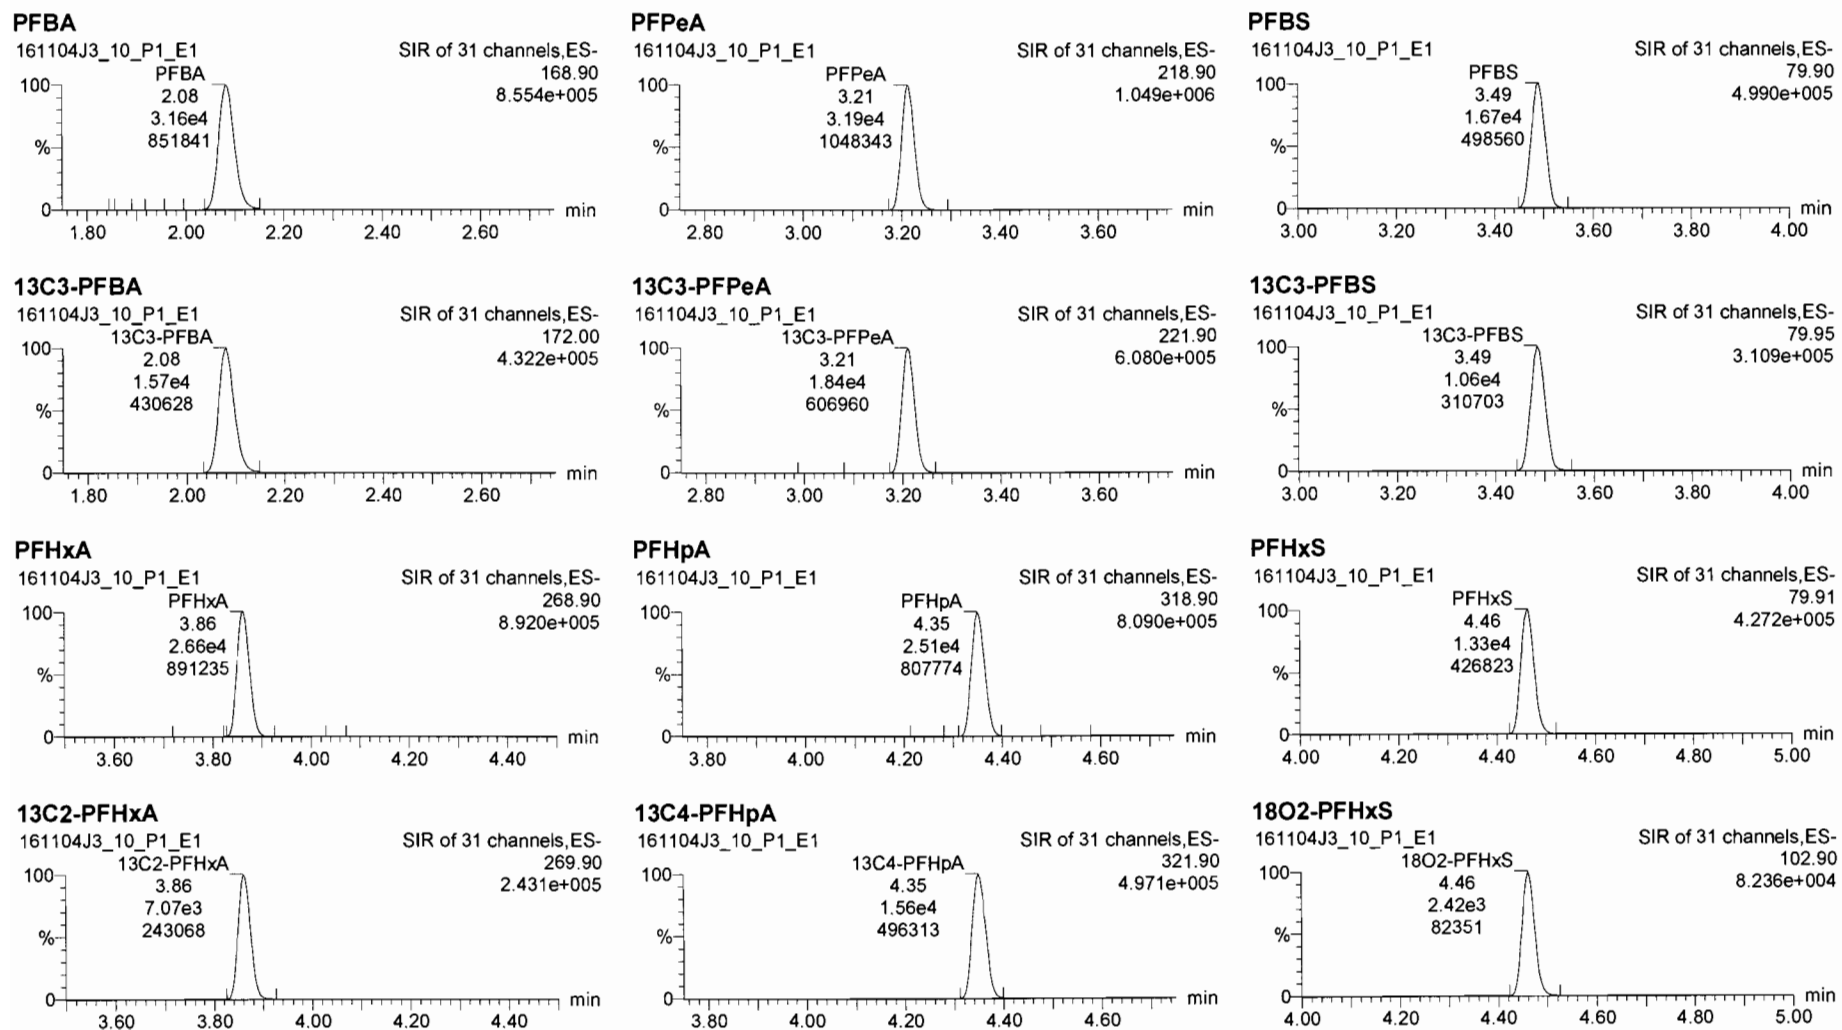 PFBA
161104J3_10_P1_E1
SIR of 31 channels,ES-
168.90
8.554e+005
PFBA
2.08
3.16e4
851841
100
%
0
min
1.80 2.00 2.20 2.40 2.60
PFPeA
161104J3_10_P1_E1
SIR of 31 channels,ES-
218.90
1.049e+006
PFPeA
3.21
3.19e4
1048343
100
%
0
min
2.80 3.00 3.20 3.40 3.60
PFBS
161104J3_10_P1_E1
SIR of 31 channels,ES-
79.90
4.990e+005
PFBS
3.49
1.67e4
498560
100
%
0
min
3.00 3.20 3.40 3.60 3.80 4.00
13C3-PFBA
161104J3_10_P1_E1
SIR of 31 channels,ES-
172.00
4.322e+005
13C3-PFBA
2.08
1.57e4
430628
100
%
0
min
1.80 2.00 2.20 2.40 2.60
13C3-PFPeA
161104J3_10_P1_E1
SIR of 31 channels,ES-
221.90
6.080e+005
13C3-PFPeA
3.21
1.84e4
606960
100
%
0
min
2.80 3.00 3.20 3.40 3.60
13C3-PFBS
161104J3_10_P1_E1
SIR of 31 channels,ES-
79.95
3.109e+005
13C3-PFBS
3.49
1.06e4
310703
100
%
0
min
3.00 3.20 3.40 3.60 3.80 4.00
PFHxA
161104J3_10_P1_E1
SIR of 31 channels,ES-
268.90
8.920e+005
PFHxA
3.86
2.66e4
891235
100
%
0
min
3.60 3.80 4.00 4.20 4.40
PFHpA
161104J3_10_P1_E1
SIR of 31 channels,ES-
318.90
8.090e+005
PFHpA
4.35
2.51e4
807774
100
%
0
min
3.80 4.00 4.20 4.40 4.60
PFHxS
161104J3_10_P1_E1
SIR of 31 channels,ES-
79.91
4.272e+005
PFHxS
4.46
1.33e4
426823
100
%
0
min
4.00 4.20 4.40 4.60 4.80 5.00
13C2-PFHxA
161104J3_10_P1_E1
SIR of 31 channels,ES-
269.90
2.431e+005
13C2-PFHxA
3.86
7.07e3
243068
100
%
0
min
3.60 3.80 4.00 4.20 4.40
13C4-PFHpA
161104J3_10_P1_E1
SIR of 31 channels,ES-
321.90
4.971e+005
13C4-PFHpA
4.35
1.56e4
496313
100
%
0
min
3.80 4.00 4.20 4.40 4.60
18O2-PFHxS
161104J3_10_P1_E1
SIR of 31 channels,ES-
102.90
8.236e+004
18O2-PFHxS
4.46
2.42e3
82351
100
%
0
min
4.00 4.20 4.40 4.60 4.80 5.00